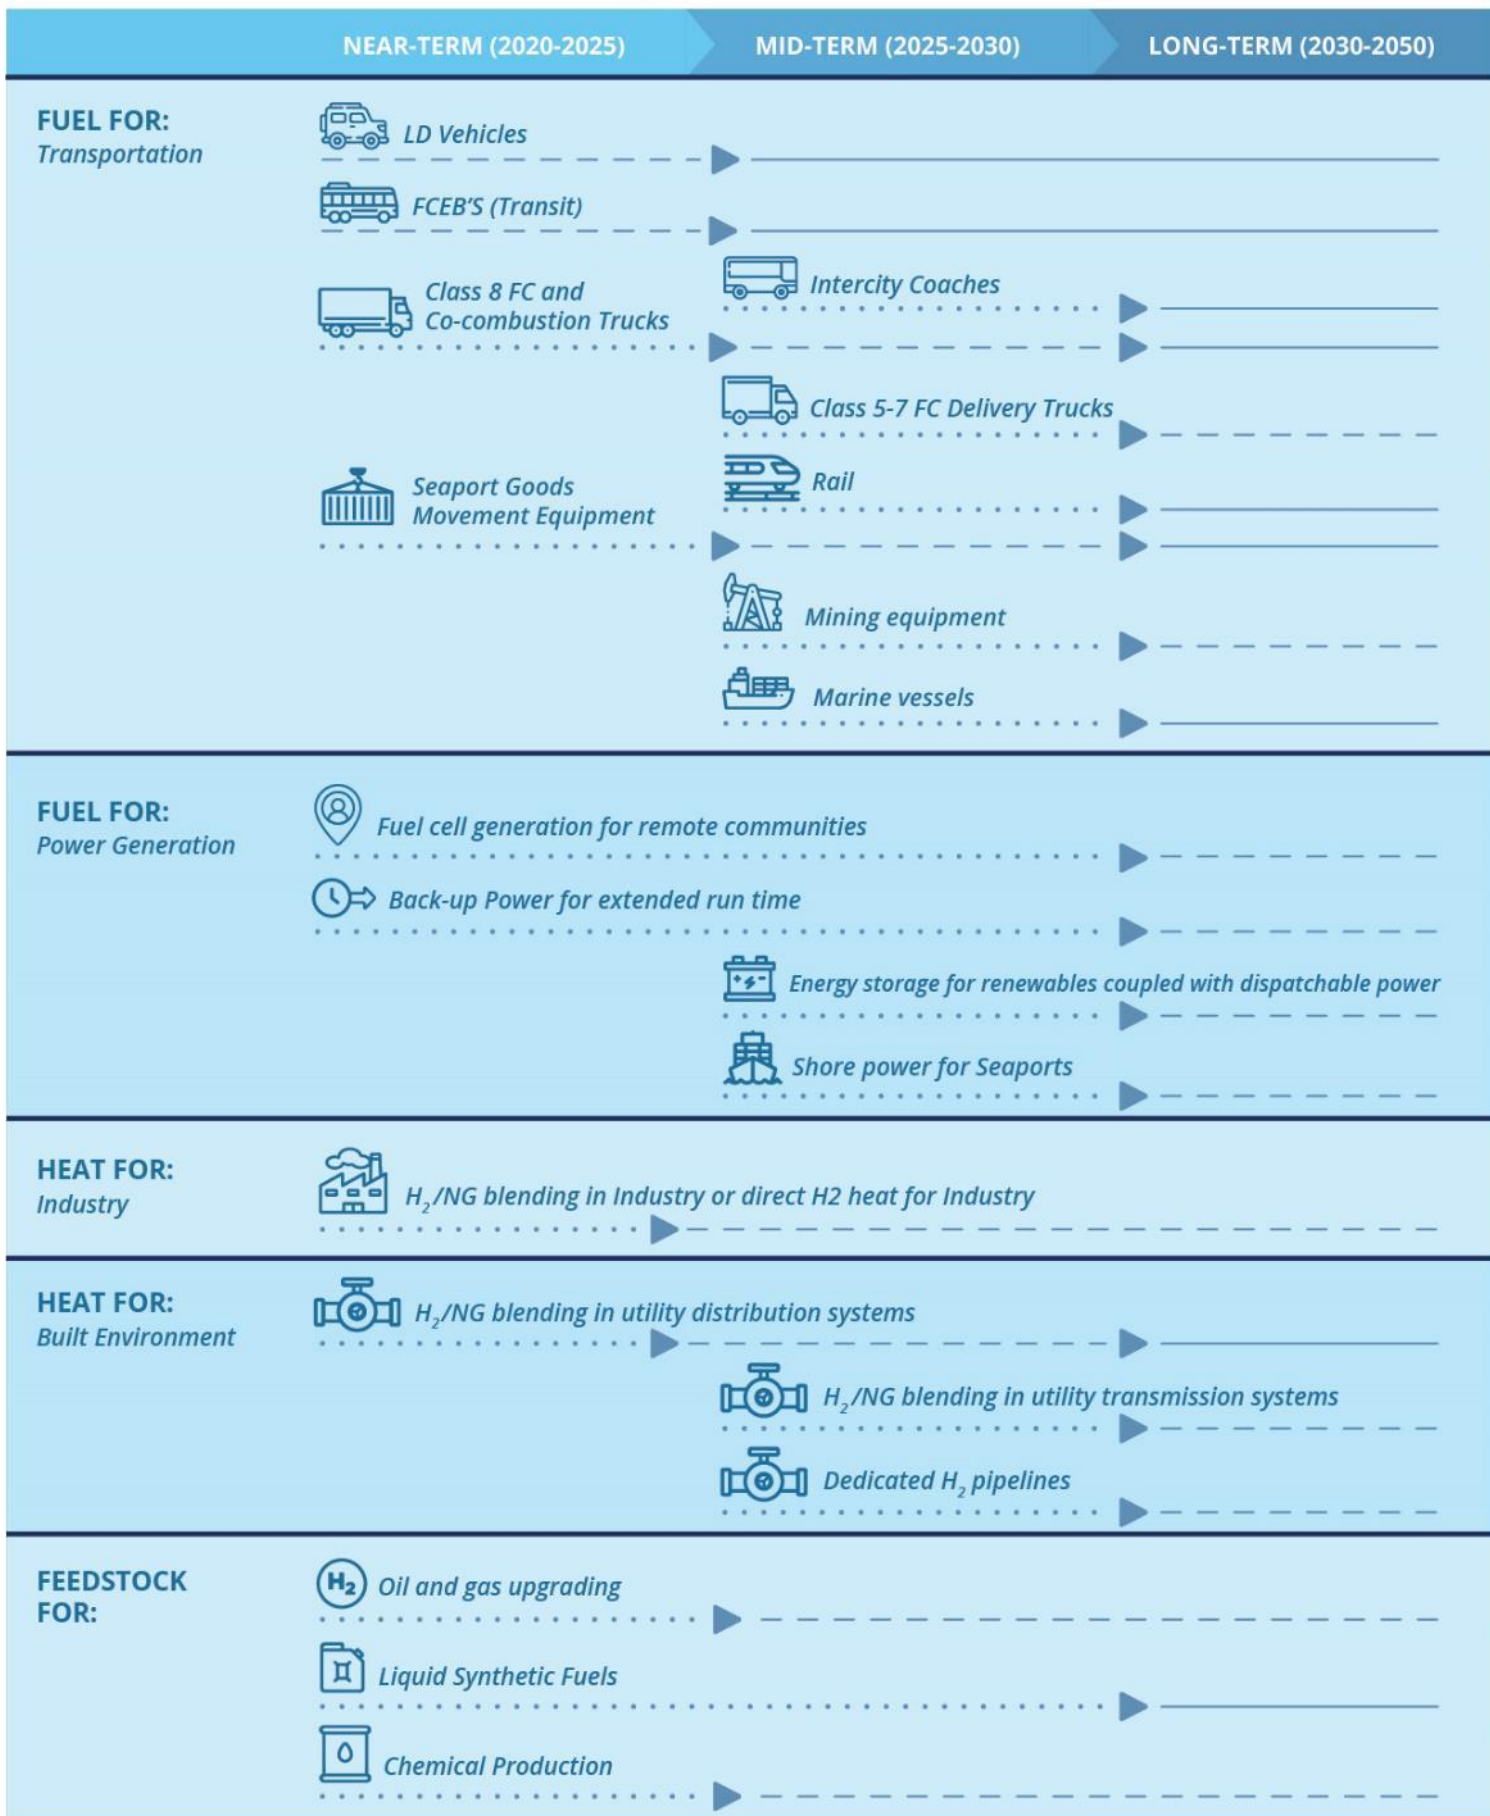 NEAR-TERM (2020-2025)
MID-TERM (2025-2030)
LONG-TERM (2030-2050)
FUEL FOR:
Transportation
LD Vehicles
FCEB'S (Transit)
Class 8 FC and
Co-combustion Trucks
Intercity Coaches
Class 5-7 FC Delivery Trucks
Seaport Goods
Movement Equipment
Rail
Mining equipment
Marine vessels
FUEL FOR:
Power Generation
Fuel cell generation for remote communities
Back-up Power for extended run time
Energy storage for renewables coupled with dispatchable power
Shore power for Seaports
HEAT FOR:
Industry
H₂/NG blending in Industry or direct H2 heat for Industry
HEAT FOR:
Built Environment
H₂/NG blending in utility distribution systems
H₂/NG blending in utility transmission systems
Dedicated H₂ pipelines
FEEDSTOCK
FOR:
H₂
Oil and gas upgrading
Liquid Synthetic Fuels
Chemical Production